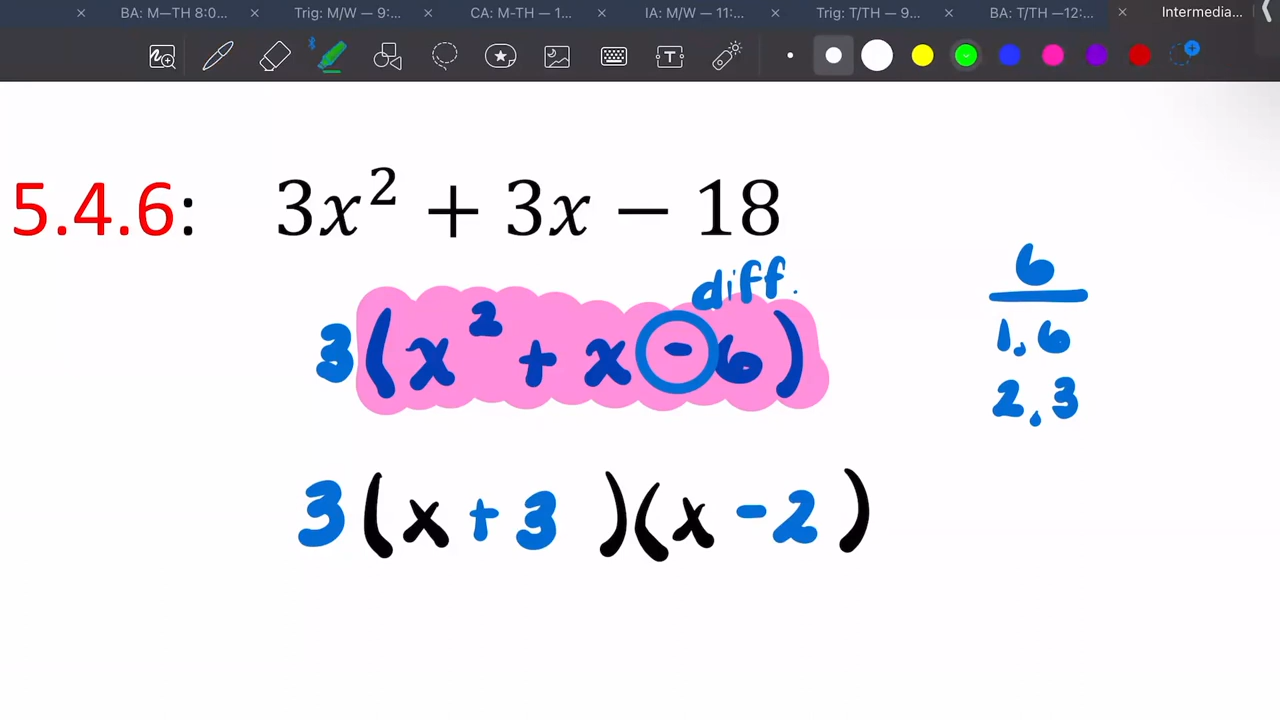 BA: M—TH 8:0... Trig: M/W — 9:... CA: M-TH — 1... IA: M/W — 11:... Trig: T/TH — 9... BA: T/TH —12:... Intermedia...
T
5.4.6: 3x² + 3x − 18
diff.
6
3(x² + x - 6)
1,6
2,3
3(x + 3 )(x - 2 )